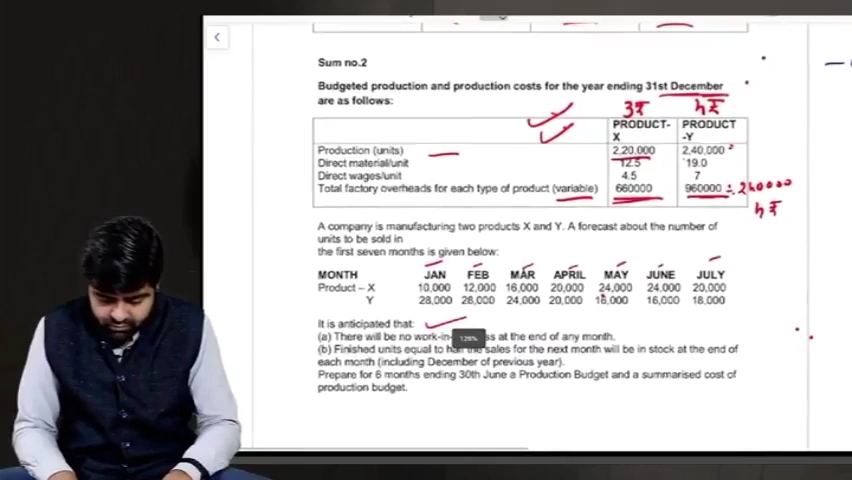 Sum no.2
Budgeted production and production costs for the year ending 31st December
are as follows:
3₹ 4₹
PRODUCT-X PRODUCT-Y
Production (units) 2,20,000 2,40,000
Direct material/unit 12.5 19.0
Direct wages/unit 4.5 7
Total factory overheads for each type of product (variable) 660000 960000 ÷ 240000
4₹
A company is manufacturing two products X and Y. A forecast about the number of
units to be sold in
the first seven months is given below:
MONTH JAN FEB MAR APRIL MAY JUNE JULY
Product – X 10,000 12,000 16,000 20,000 24,000 24,000 20,000
Y 28,000 28,000 24,000 20,000 16,000 16,000 18,000
It is anticipated that:
(a) There will be no work-in- ss at the end of any month.
128%
(b) Finished units equal to half the sales for the next month will be in stock at the end of
each month (including December of previous year).
Prepare for 6 months ending 30th June a Production Budget and a summarised cost of
production budget.